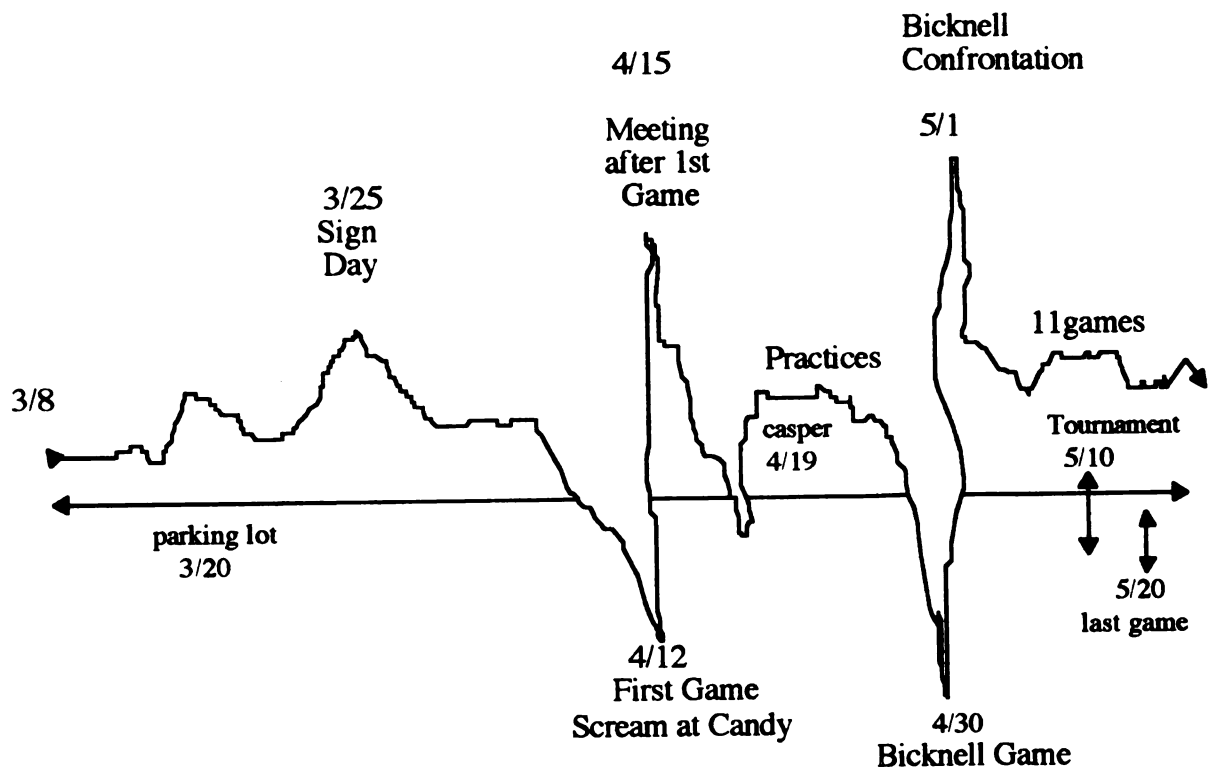 Bicknell
Confrontation
4/15
5/1
Meeting
after 1st
Game
3/25
Sign
Day
11games
Practices
3/8
casper
4/19
Tournament
5/10
parking lot
3/20
5/20
last game
4/12
First Game
Scream at Candy
4/30
Bicknell Game